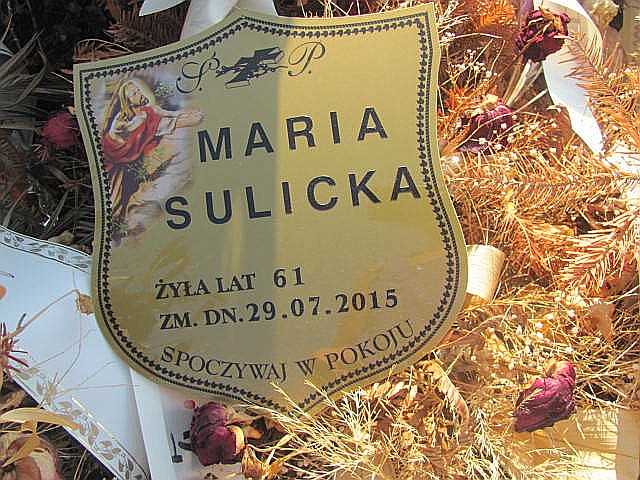 Ś. P.
MARIA
SULICKA
ŻYŁA LAT 61
ZM. DN. 29.07.2015
SPOCZYWAJ W POKOJU